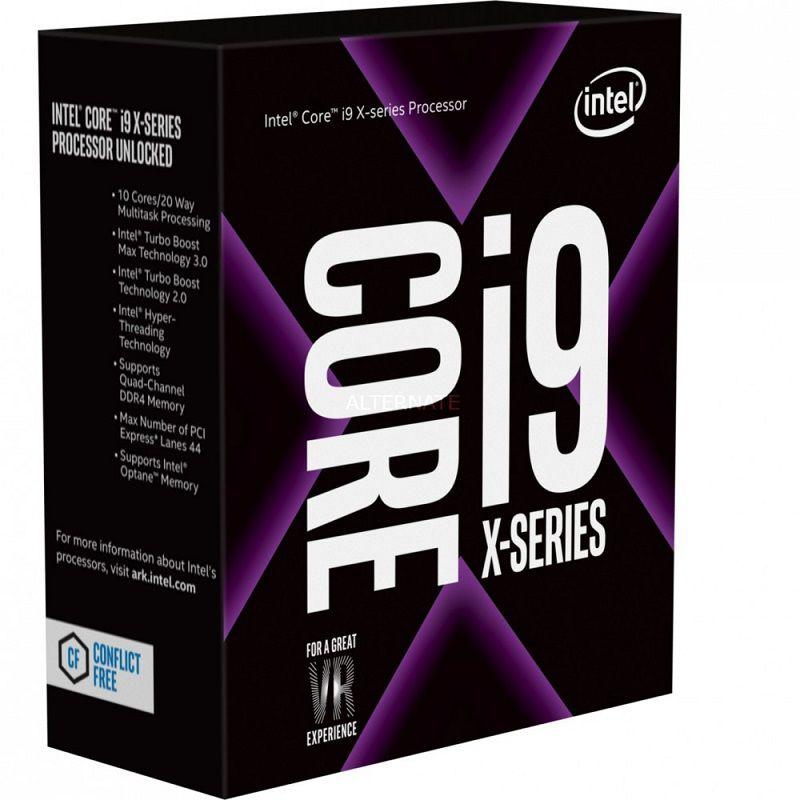 INTEL® CORE™ i9 X-SERIES
PROCESSOR UNLOCKED
• 10 Cores/20 Way
Multitask Processing
• Intel® Turbo Boost
Max Technology 3.0
• Intel® Turbo Boost
Technology 2.0
• Intel® Hyper-
Threading
Technology
• Supports
Quad-Channel
DDR4 Memory
• Max Number of PCI
Express* Lanes 44
• Supports Intel®
Optane™ Memory
For more information about Intel's
processors, visit ark.intel.com
CF
CONFLICT
FREE
Intel® Core™ i9 X-series Processor
intel
CORE
i9
X-SERIES
ALTERNATE
FOR A GREAT
VR
EXPERIENCE